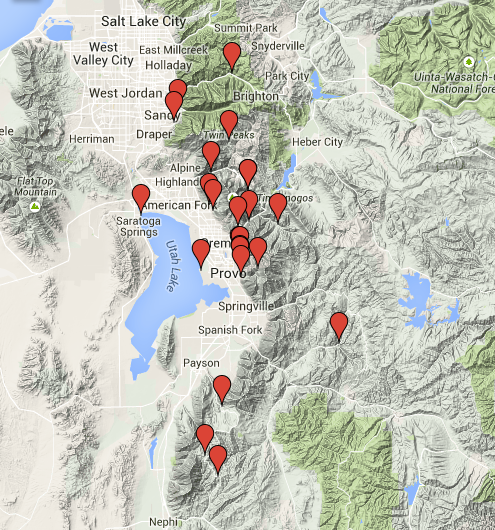 Salt Lake City
Summit Park
West
Valley City
East Millcreek
Snyderville
Holladay
Park City
Uinta-Wasatch-C
National Fore
West Jordan
Brighton
Sandy
ele
Herriman
Draper
Twin Peaks
Heber City
Alpine
Highland
Flat Top
Mountain
Timpanogos
American Fork
Saratoga
Springs
Orem
Utah Lake
Provo
Springville
Spanish Fork
Payson
Nephi